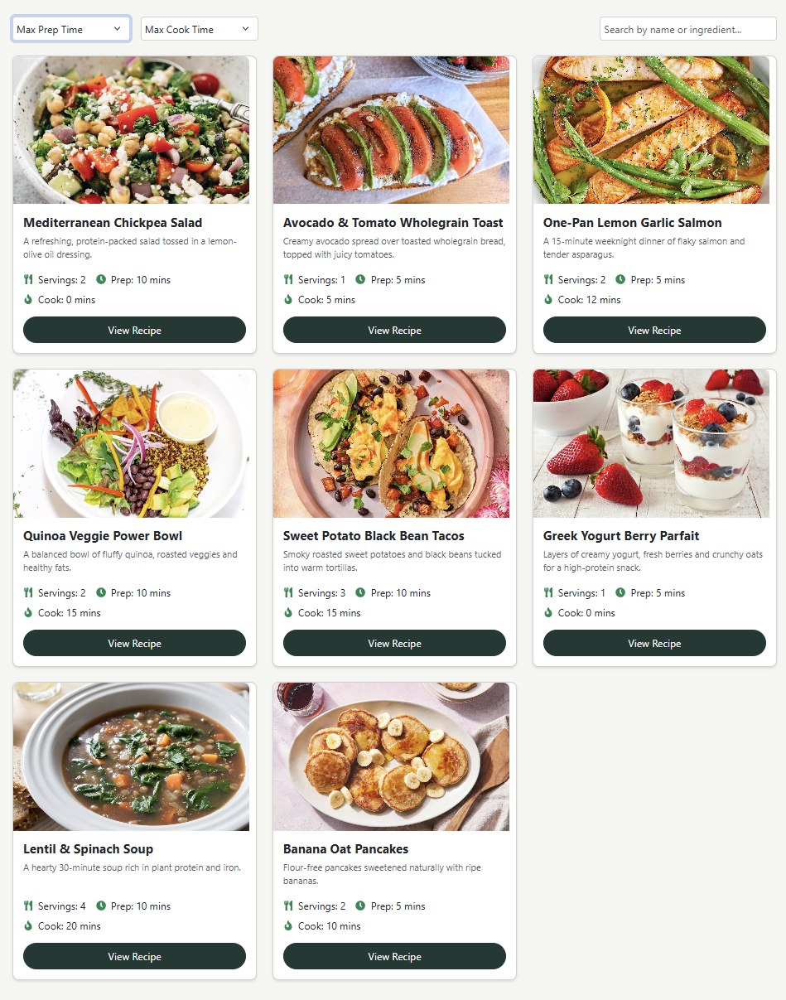 Max Prep Time
Max Cook Time
Search by name or ingredient...
Mediterranean Chickpea Salad
A refreshing, protein-packed salad tossed in a lemon-
olive oil dressing.
Servings: 2 Prep: 10 mins
Cook: 0 mins
View Recipe
Avocado & Tomato Wholegrain Toast
Creamy avocado spread over toasted wholegrain bread,
topped with juicy tomatoes.
Servings: 1 Prep: 5 mins
Cook: 5 mins
View Recipe
One-Pan Lemon Garlic Salmon
A 15-minute weeknight dinner of flaky salmon and
tender asparagus.
Servings: 2 Prep: 5 mins
Cook: 12 mins
View Recipe
Quinoa Veggie Power Bowl
A balanced bowl of fluffy quinoa, roasted veggies and
healthy fats.
Servings: 2 Prep: 10 mins
Cook: 15 mins
View Recipe
Sweet Potato Black Bean Tacos
Smoky roasted sweet potatoes and black beans tucked
into warm tortillas.
Servings: 3 Prep: 10 mins
Cook: 15 mins
View Recipe
Greek Yogurt Berry Parfait
Layers of creamy yogurt, fresh berries and crunchy oats
for a high-protein snack.
Servings: 1 Prep: 5 mins
Cook: 0 mins
View Recipe
Lentil & Spinach Soup
A hearty 30-minute soup rich in plant protein and iron.
Servings: 4 Prep: 10 mins
Cook: 20 mins
View Recipe
Banana Oat Pancakes
Flour-free pancakes sweetened naturally with ripe
bananas.
Servings: 2 Prep: 5 mins
Cook: 10 mins
View Recipe